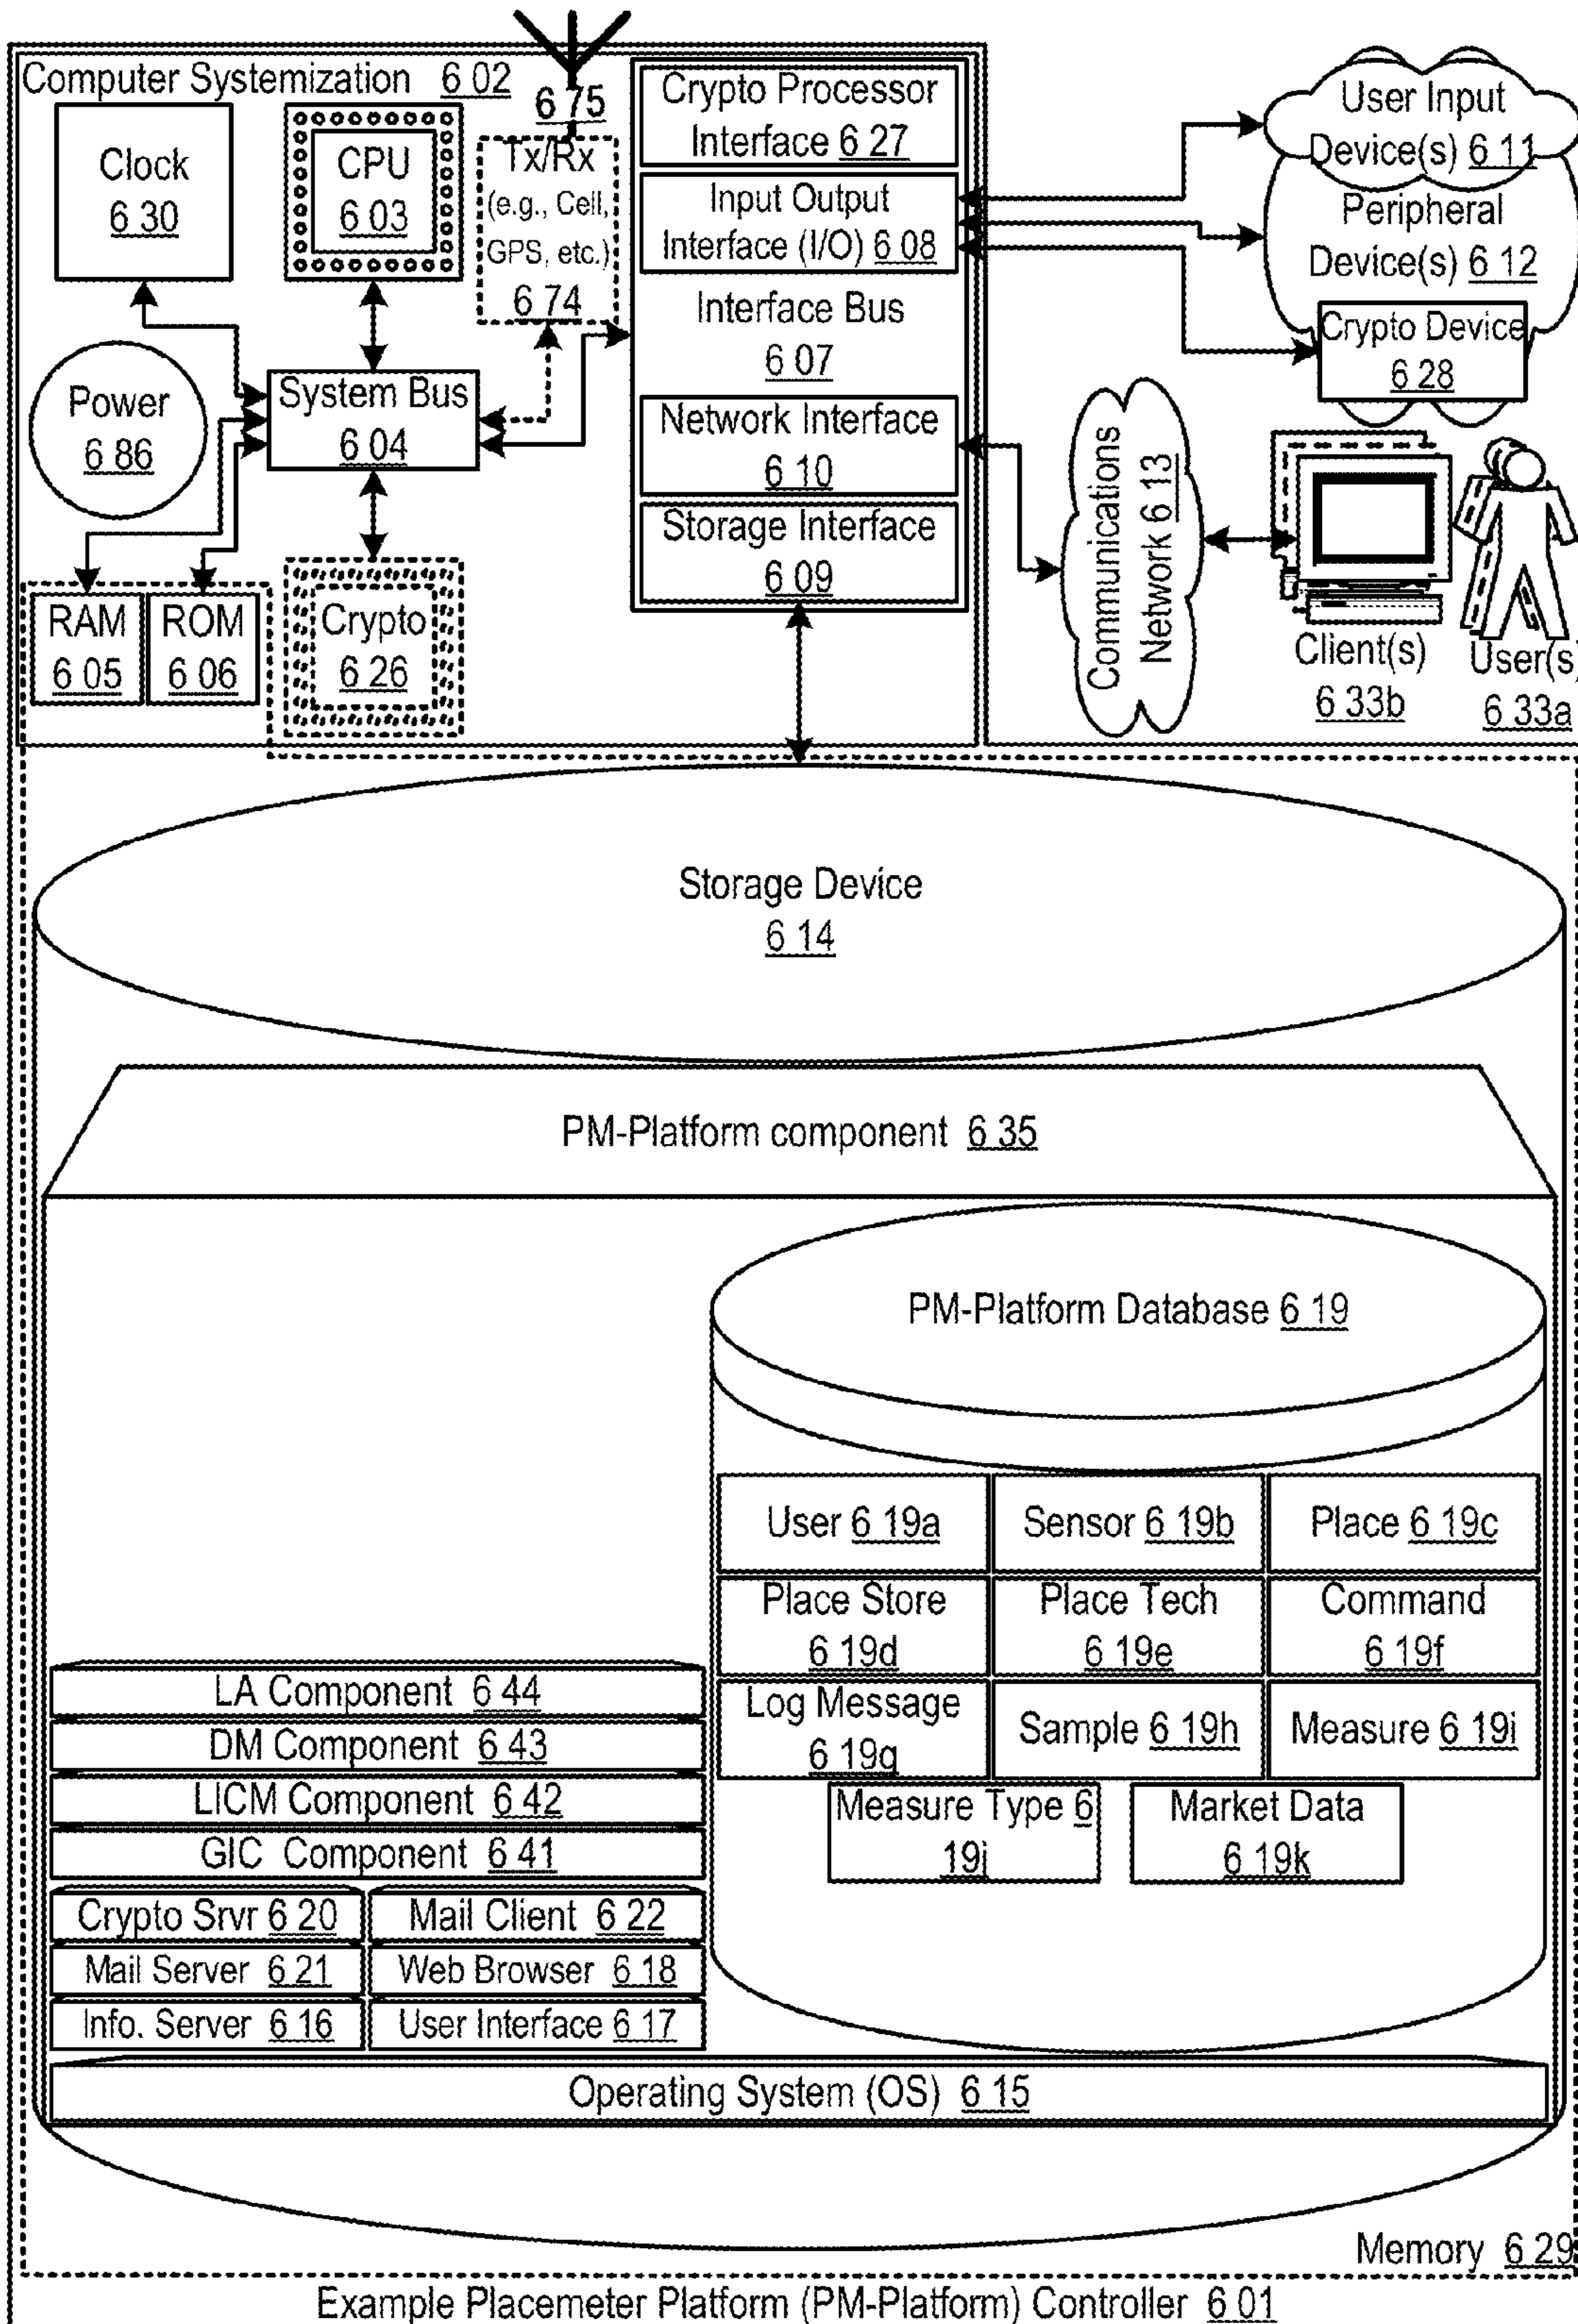 Computer Systemization 6 02
6 75
Clock
6 30
CPU
6 03
Tx/Rx
(e.g., Cell,
GPS, etc.)
6 74
Crypto Processor
Interface 6 27
Input Output
Interface (I/O) 6 08
Interface Bus
6 07
Network Interface
6 10
Storage Interface
6 09
User Input
Device(s) 6 11
Peripheral
Device(s) 6 12
Crypto Device
6 28
Power
6 86
System Bus
6 04
RAM
6 05
ROM
6 06
Crypto
6 26
Communications
Network 6 13
Client(s)
6 33b
User(s)
6 33a
Storage Device
6 14
PM-Platform component 6 35
PM-Platform Database 6 19
User 6 19a
Sensor 6 19b
Place 6 19c
Place Store
6 19d
Place Tech
6 19e
Command
6 19f
Log Message
6 19g
Sample 6 19h
Measure 6 19i
Measure Type 6
19j
Market Data
6 19k
LA Component 6 44
DM Component 6 43
LICM Component 6 42
GIC Component 6 41
Crypto Srvr 6 20
Mail Client 6 22
Mail Server 6 21
Web Browser 6 18
Info. Server 6 16
User Interface 6 17
Operating System (OS) 6 15
Memory 6 29
Example Placemeter Platform (PM-Platform) Controller 6 01